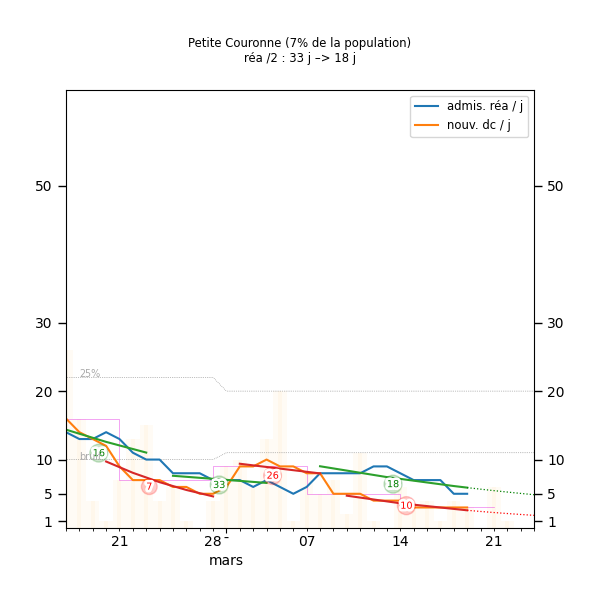 Petite Couronne (7% de la population)
réa /2 : 33 j –> 18 j
admis. réa / j
nouv. dc / j
50 50
30 30
25%
20 20
16
10 10
7
33
26
18
10
5 5
1 1
21 28 07 14 21
mars